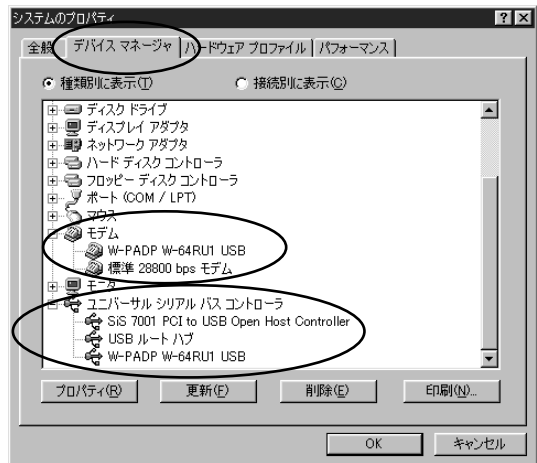 システムのプロパティ
全般 デバイス マネージャ ハードウェア プロファイル パフォーマンス
種類別に表示(T) 接続別に表示(C)
ディスク ドライブ
ディスプレイ アダプタ
ネットワーク アダプタ
ハード ディスク コントローラ
フロッピー ディスク コントローラ
ポート (COM / LPT)
マウス
モデム
W-PADP W-64RU1 USB
標準 28800 bps モデム
モニタ
ユニバーサル シリアル バス コントローラ
SiS 7001 PCI to USB Open Host Controller
USB ルート ハブ
W-PADP W-64RU1 USB
プロパティ(R) 更新(F) 削除(E) 印刷(N)...
OK キャンセル